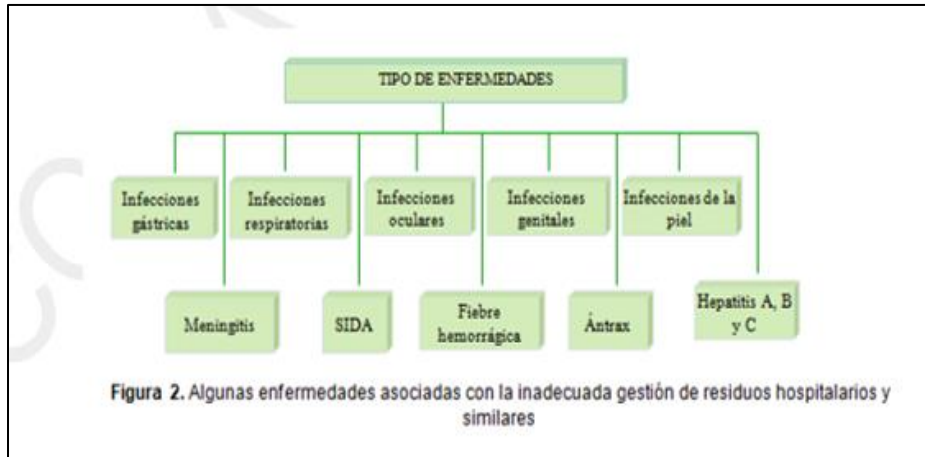 TIPO DE ENFERMEDADES
Infecciones
gástricas
Infecciones
respiratorias
Infecciones
oculares
Infecciones
genitales
Infecciones de la
piel
Meningitis
SIDA
Fiebre
hemorrágica
Ántrax
Hepatitis A, B
y C
Figura 2. Algunas enfermedades asociadas con la inadecuada gestión de residuos hospitalarios y
similares